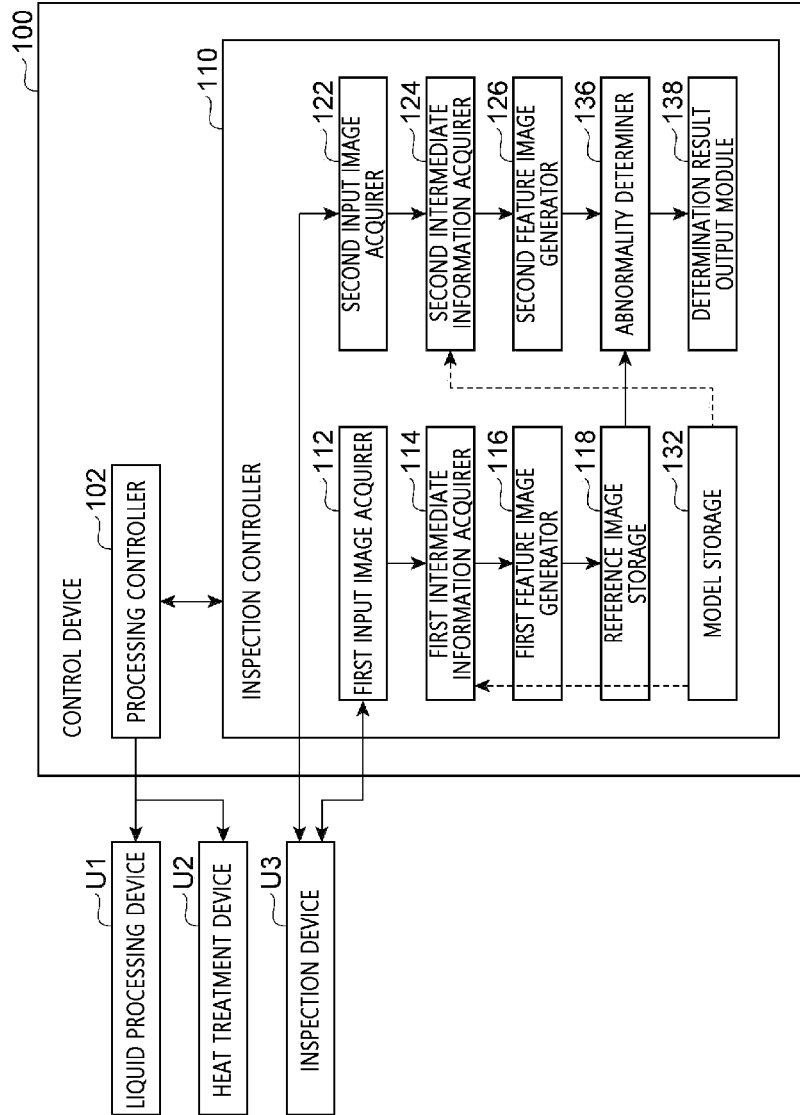 100
CONTROL DEVICE
102
PROCESSING CONTROLLER
U1
LIQUID PROCESSING DEVICE
U2
HEAT TREATMENT DEVICE
U3
INSPECTION DEVICE
110
INSPECTION CONTROLLER
112
FIRST INPUT IMAGE ACQUIRER
114
FIRST INTERMEDIATE
INFORMATION ACQUIRER
116
FIRST FEATURE IMAGE
GENERATOR
118
REFERENCE IMAGE
STORAGE
132
MODEL STORAGE
122
SECOND INPUT IMAGE
ACQUIRER
124
SECOND INTERMEDIATE
INFORMATION ACQUIRER
126
SECOND FEATURE IMAGE
GENERATOR
136
ABNORMALITY DETERMINER
138
DETERMINATION RESULT
OUTPUT MODULE